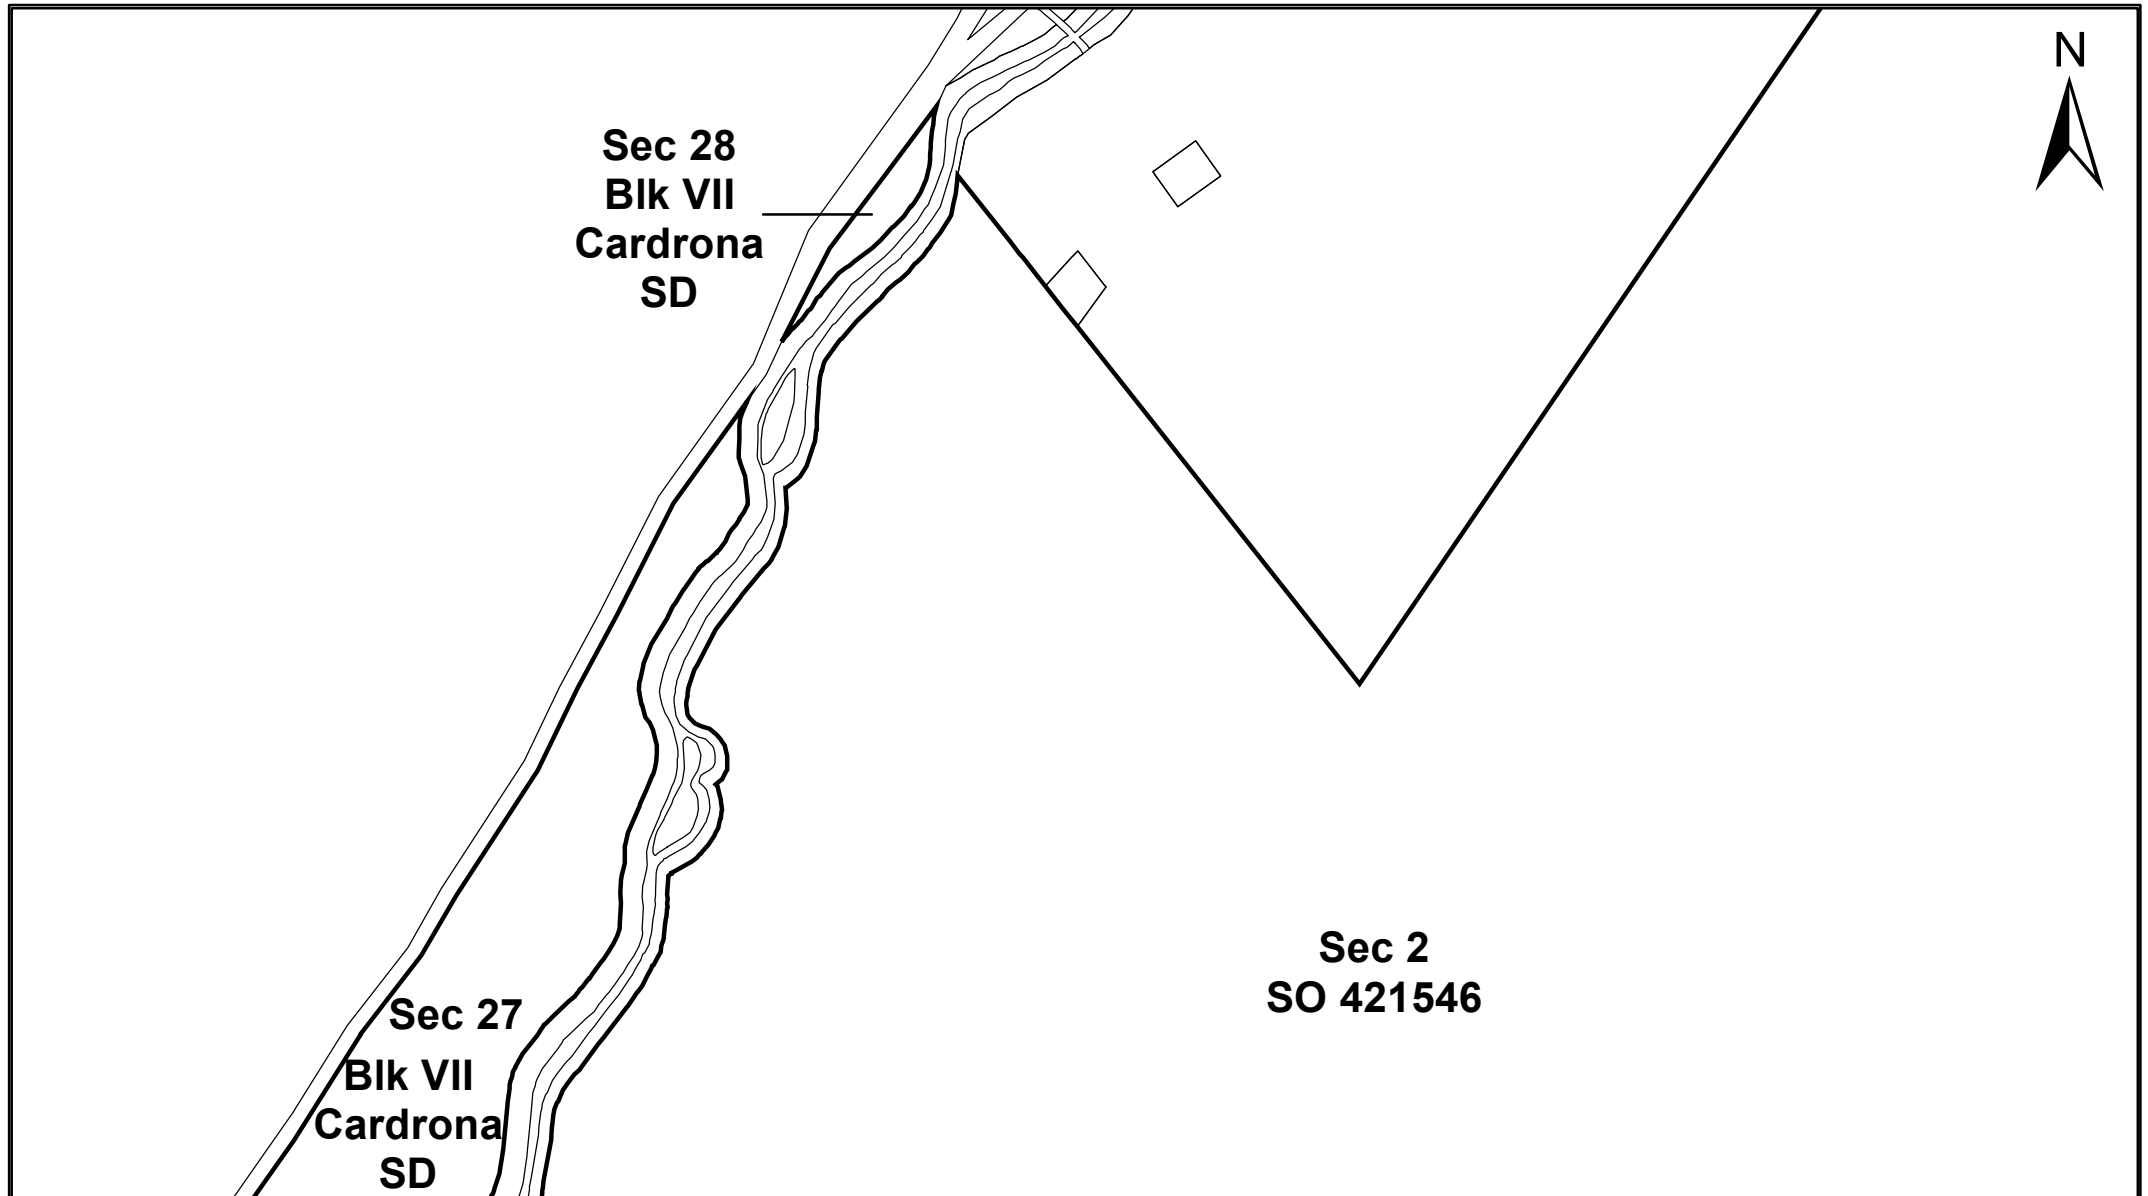 N
Sec 28
Blk VII
Cardrona
SD
Sec 2
SO 421546
Sec 27
Blk VII
Cardrona
SD